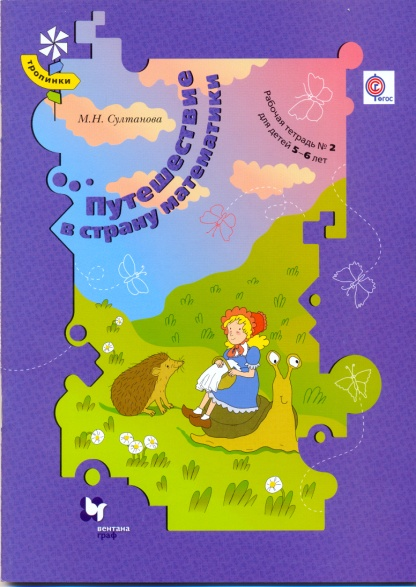 тропинки
М.Н. Султанова
Путешествие
в страну математики
Рабочая тетрадь № 2
для детей 5–6 лет
ФГОС
вентана
граф